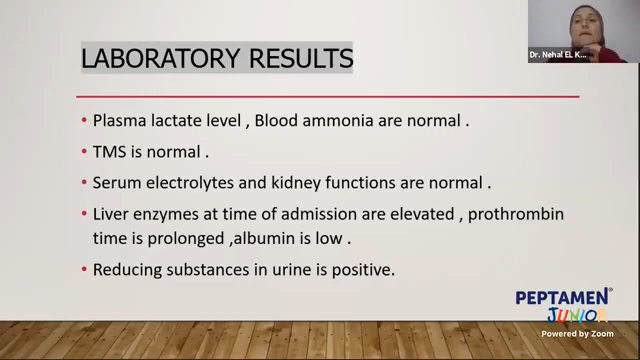 Dr. Nehal EL K...
LABORATORY RESULTS
• Plasma lactate level , Blood ammonia are normal .
• TMS is normal .
• Serum electrolytes and kidney functions are normal .
• Liver enzymes at time of admission are elevated , prothrombin
time is prolonged ,albumin is low .
• Reducing substances in urine is positive.
PEPTAMEN®
JUNIOR
Powered by Zoom